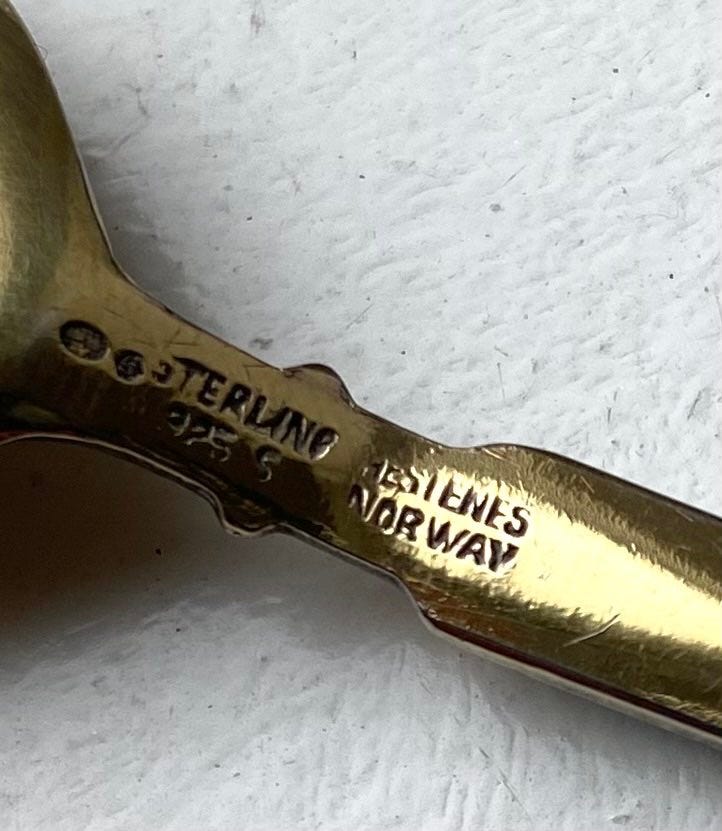 STERLING
925 S
HESTENES
NORWAY